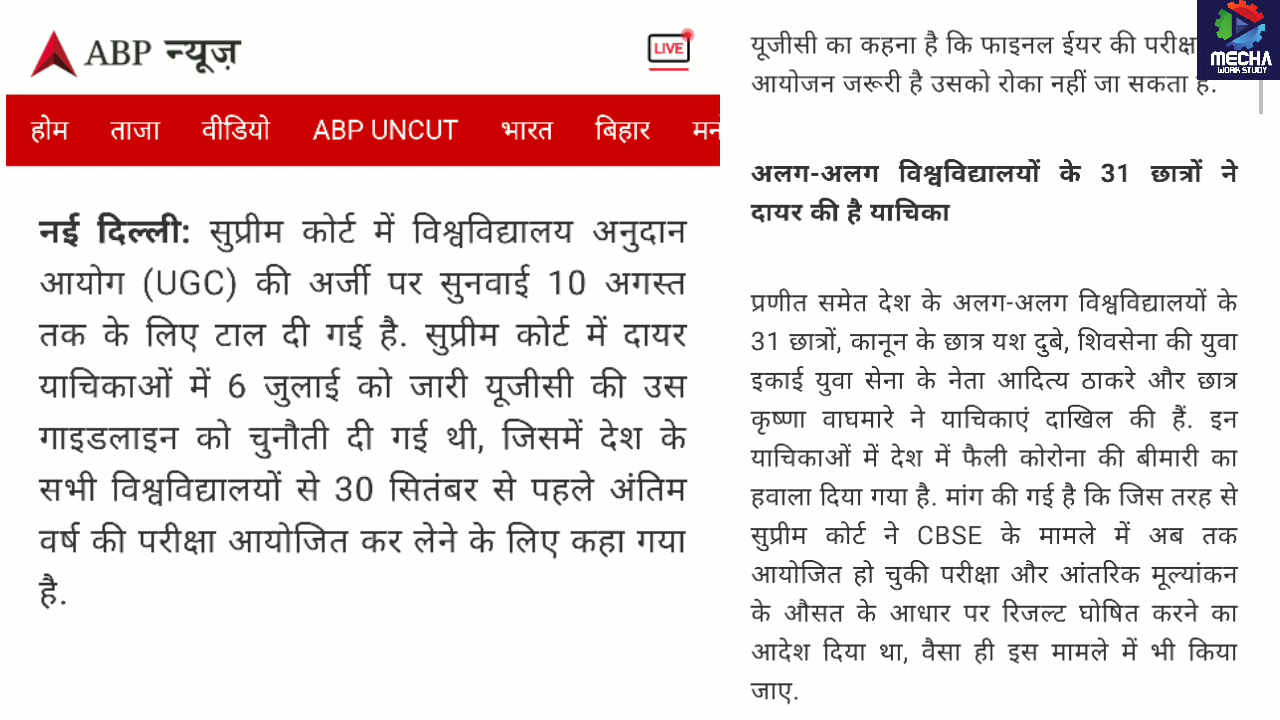 ABP न्यूज़
LIVE
होम ताजा वीडियो ABP UNCUT भारत बिहार
नई दिल्ली: सुप्रीम कोर्ट में विश्वविद्यालय अनुदान
आयोग (UGC) की अर्जी पर सुनवाई 10 अगस्त
तक के लिए टाल दी गई है. सुप्रीम कोर्ट में दायर
याचिकाओं में 6 जुलाई को जारी यूजीसी की उस
गाइडलाइन को चुनौती दी गई थी, जिसमें देश के
सभी विश्वविद्यालयों से 30 सितंबर से पहले अंतिम
वर्ष की परीक्षा आयोजित कर लेने के लिए कहा गया
है.
यूजीसी का कहना है कि फाइनल ईयर की
आयोजन जरूरी है उसको रोका नहीं जा सकता है.
अलग-अलग विश्वविद्यालयों के 31 छात्रों ने
दायर की है याचिका
प्रणीत समेत देश के अलग-अलग विश्वविद्यालयों के
31 छात्रों, कानून के छात्र यश दुबे, शिवसेना की युवा
इकाई युवा सेना के नेता आदित्य ठाकरे और छात्र
कृष्णा वाघमारे ने याचिकाएं दाखिल की हैं. इन
याचिकाओं में देश में फैली कोरोना की बीमारी का
हवाला दिया गया है. मांग की गई है कि जिस तरह से
सुप्रीम कोर्ट ने CBSE के मामले में अब तक
आयोजित हो चुकी परीक्षा और आंतरिक मूल्यांकन
के औसत के आधार पर रिजल्ट घोषित करने का
आदेश दिया था, वैसा ही इस मामले में भी किया
जाए.
MECHA
WORK STUDY